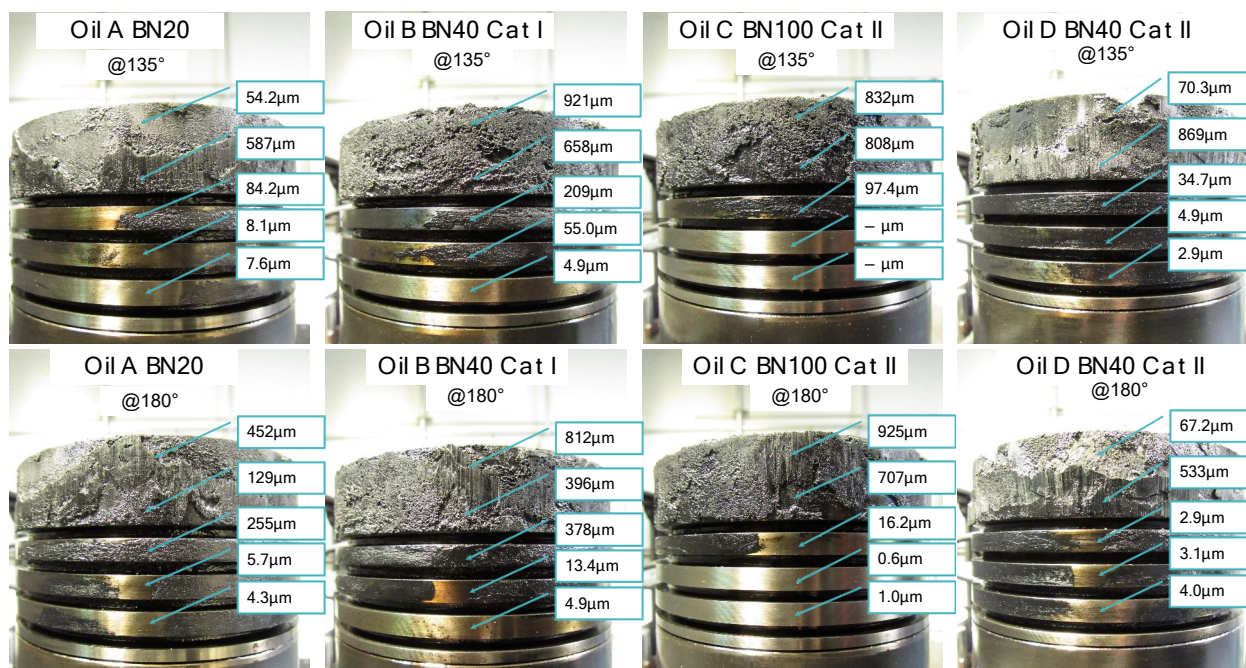 Oil A BN20
@135°
54.2µm
587µm
84.2µm
8.1µm
7.6µm
Oil B BN40 Cat I
@135°
921µm
658µm
209µm
55.0µm
4.9µm
Oil C BN100 Cat II
@135°
832µm
808µm
97.4µm
– µm
– µm
Oil D BN40 Cat II
@135°
70.3µm
869µm
34.7µm
4.9µm
2.9µm
Oil A BN20
@180°
452µm
129µm
255µm
5.7µm
4.3µm
Oil B BN40 Cat I
@180°
812µm
396µm
378µm
13.4µm
4.9µm
Oil C BN100 Cat II
@180°
925µm
707µm
16.2µm
0.6µm
1.0µm
Oil D BN40 Cat II
@180°
67.2µm
533µm
2.9µm
3.1µm
4.0µm